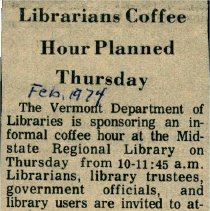 Librarians Coffee
Hour Planned
Thursday
Feb, 1974
The Vermont Department of
Libraries is sponsoring an in-
formal coffee hour at the Mid-
state Regional Library on
Thursday from 10-11:45 a.m.
Librarians, library trustees,
government officials, and
library users are invited to at-